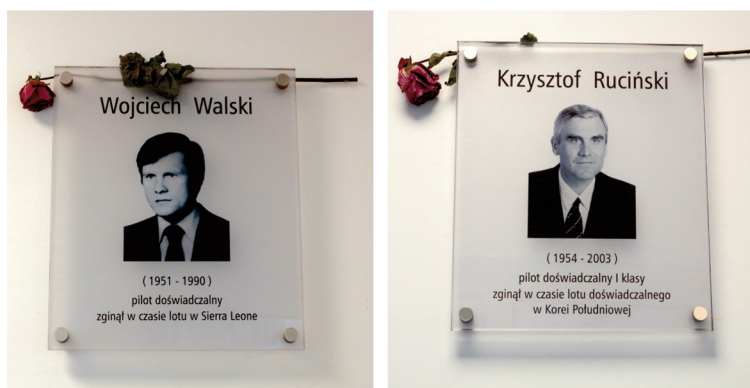 Wojciech Walski
( 1951 - 1990 )
pilot doświadczalny
zginął w czasie lotu w Sierra Leone
Krzysztof Ruciński
( 1954 - 2003 )
pilot doświadczalny I klasy
zginął w czasie lotu doświadczalnego
w Korei Południowej